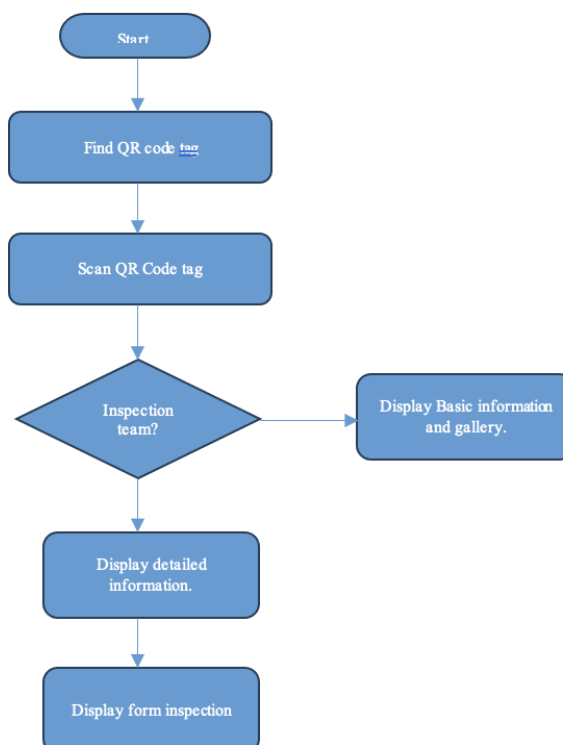 Start
Find QR code tag
Scan QR Code tag
Inspection
team?
Display Basic information
and gallery.
Display detailed
information.
Display form inspection